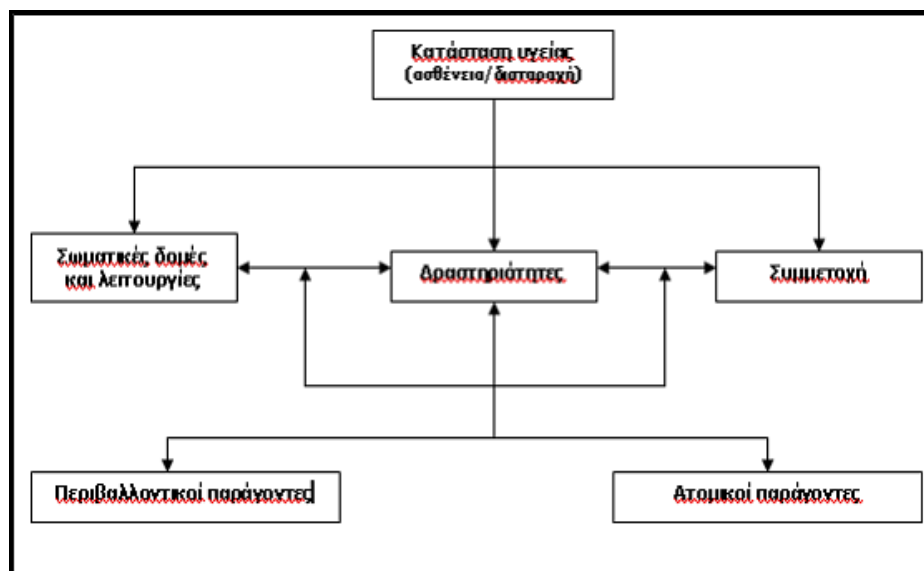 Κατάσταση υγείας
(ασθένεια/διαταραχή)
Σωματικές δομές
και λειτουργίες
Δραστηριότητες
Συμμετοχή
Περιβαλλοντικοί παράγοντες
Ατομικοί παράγοντες